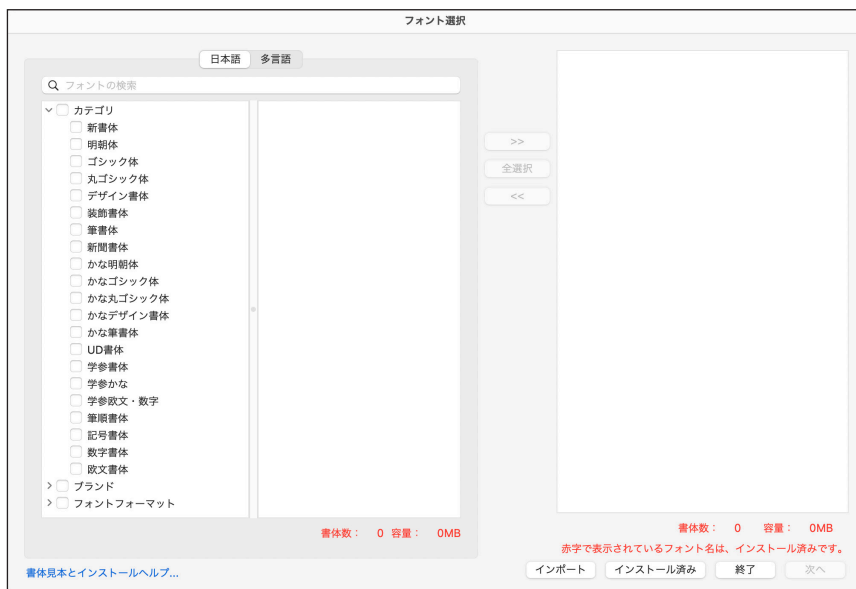 フォント選択
日本語 多言語
フォントの検索
カテゴリ
新書体
明朝体
ゴシック体
丸ゴシック体
デザイン書体
装飾書体
筆書体
新聞書体
かな明朝体
かなゴシック体
かな丸ゴシック体
かなデザイン書体
かな筆書体
UD書体
学参書体
学参かな
学参欧文・数字
筆順書体
記号書体
数字書体
欧文書体
ブランド
フォントフォーマット
書体数： 0 容量： 0MB
書体見本とインストールヘルプ...
>>
全選択
<<
書体数： 0 容量： 0MB
赤字で表示されているフォント名は、インストール済みです。
インポート インストール済み 終了 次へ